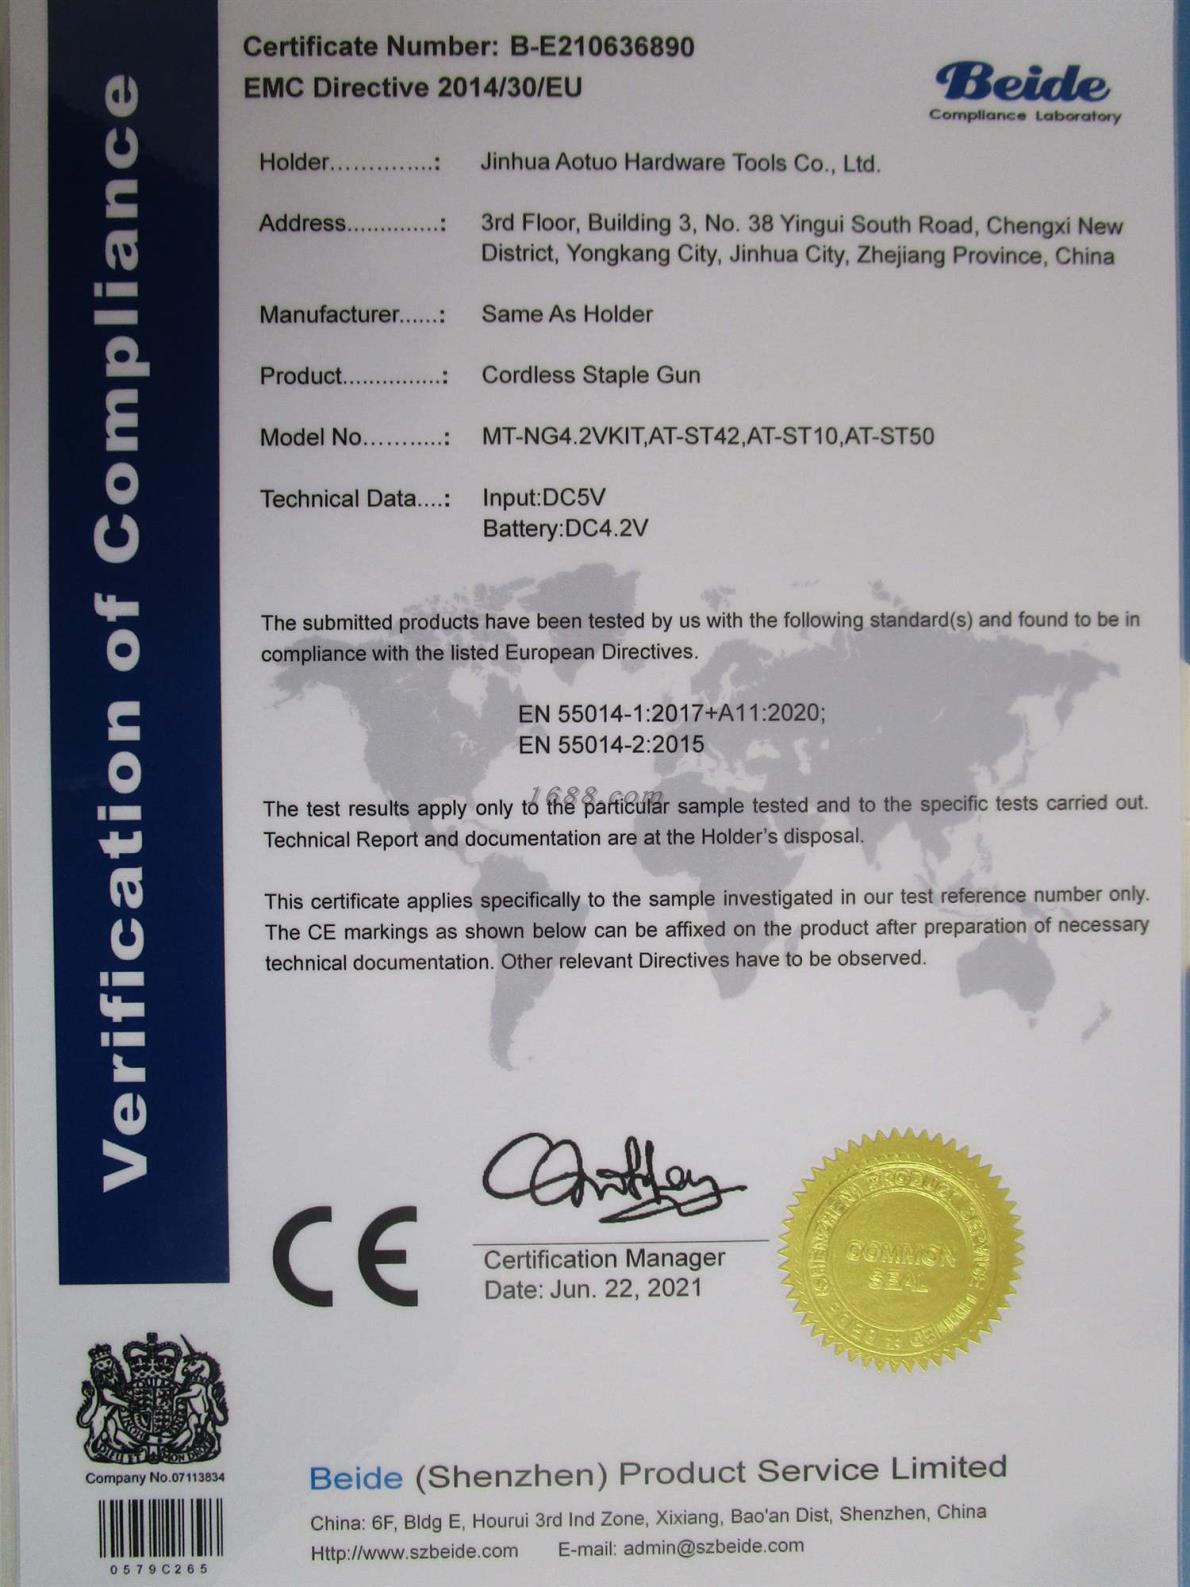 Certificate Number: B-E210636890
EMC Directive 2014/30/EU
Beide
Compliance Laboratory
Verification of Compliance
Holder..............: Jinhua Aotuo Hardware Tools Co., Ltd.
Address..............: 3rd Floor, Building 3, No. 38 Yingui South Road, Chengxi New
District, Yongkang City, Jinhua City, Zhejiang Province, China
Manufacturer......: Same As Holder
Product...............: Cordless Staple Gun
Model No...........: MT-NG4.2VKIT,AT-ST42,AT-ST10,AT-ST50
Technical Data....: Input:DC5V
Battery:DC4.2V
The submitted products have been tested by us with the following standard(s) and found to be in
compliance with the listed European Directives.
EN 55014-1:2017+A11:2020;
EN 55014-2:2015
1688.com
The test results apply only to the particular sample tested and to the specific tests carried out.
Technical Report and documentation are at the Holder's disposal.
This certificate applies specifically to the sample investigated in our test reference number only.
The CE markings as shown below can be affixed on the product after preparation of necessary
technical documentation. Other relevant Directives have to be observed.
CE
Certification Manager
Date: Jun. 22, 2021
BEIDE (SHENZHEN) PRODUCT SERVICE LIMITED
COMMON
SEAL
Company No.07113834
0579C265
Beide (Shenzhen) Product Service Limited
China: 6F, Bldg E, Hourui 3rd Ind Zone, Xixiang, Bao'an Dist, Shenzhen, China
Http://www.szbeide.com E-mail: admin@szbeide.com